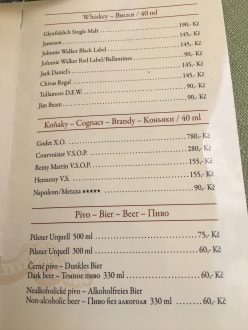 Whiskey – Виски / 40 ml
Glenfiddich Single Malt 190,- Kč
Jameson 145,- Kč
Johnnie Walker Black Label 145,- Kč
Johnnie Walker Red Label/Ballantines 90,- Kč
Jack Daniel's 145,- Kč
Chivas Regal 145,- Kč
Tullamore D.E.W. 90,- Kč
Jim Beam 90,- Kč
Koňaky – Cognacs – Brandy – Коньяки / 40 ml
Godet X.O. 780,- Kč
Courvoisier V.S.O.P. 280,- Kč
Remy Martin V.S.O.P. 155,- Kč
Hennessy V.S. 155,- Kč
Napoleon/Metaxa ***** 90,- Kč
Pivo – Bier – Beer – Пиво
Pilsner Urquell 500 ml 75,- Kč
Pilsner Urquell 300 ml 60,- Kč
Černé pivo – Dunkles Bier
Dark beer – Темное пиво 330 ml 60,- Kč
Nealkoholické pivo – Alkoholfreies Bier
Non-alcoholic beer – Пиво без алкоголя 330 ml 60,- Kč